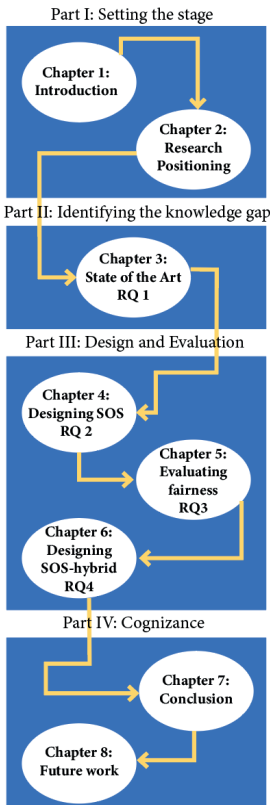 Part I: Setting the stage
Chapter 1:
Introduction
Chapter 2:
Research
Positioning
Part II: Identifying the knowledge gap
Chapter 3:
State of the Art
RQ 1
Part III: Design and Evaluation
Chapter 4:
Designing SOS
RQ 2
Chapter 5:
Evaluating
fairness
RQ3
Chapter 6:
Designing
SOS-hybrid
RQ4
Part IV: Cognizance
Chapter 7:
Conclusion
Chapter 8:
Future work